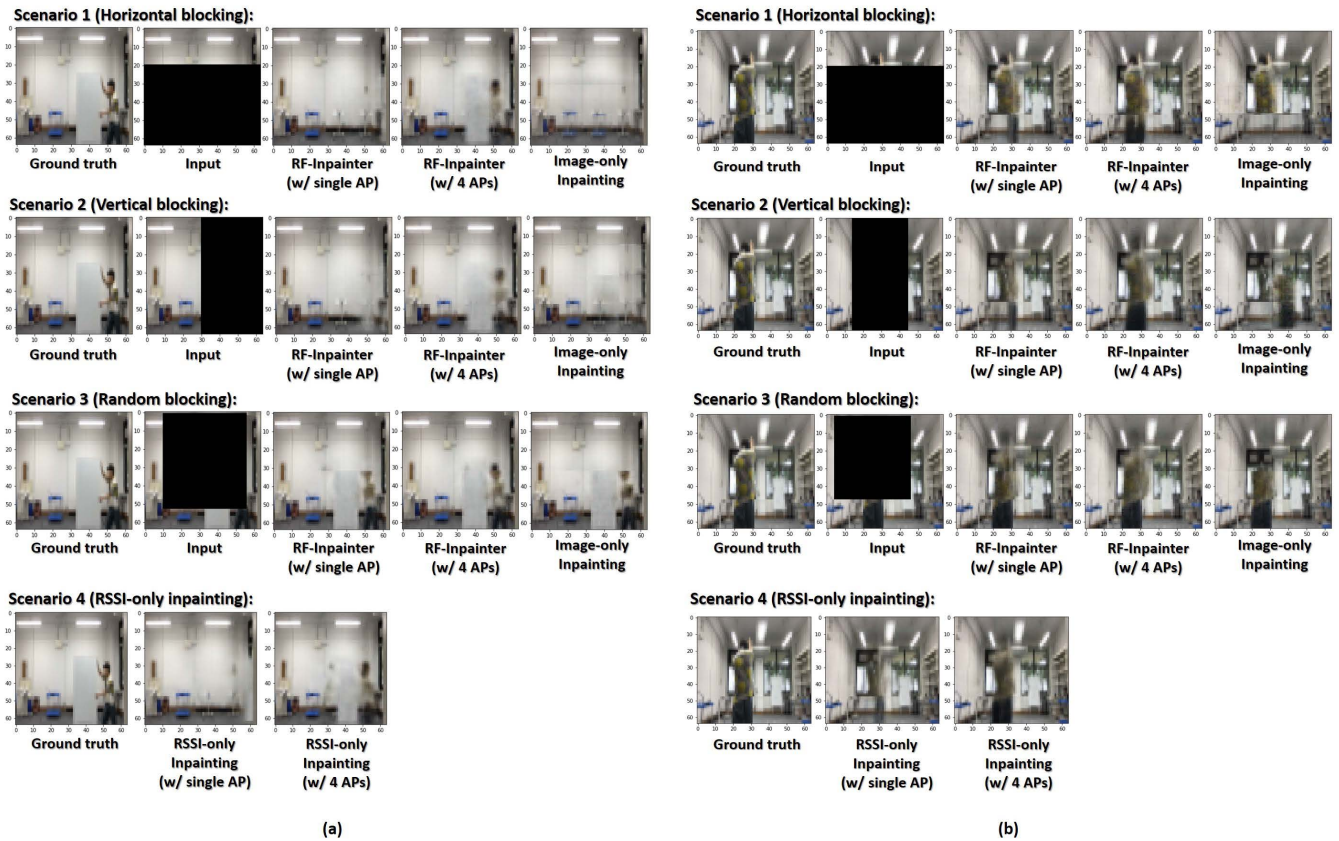 Scenario 1 (Horizontal blocking):
Ground truth
Input
RF-Inpainter
(w/ single AP)
RF-Inpainter
(w/ 4 APs)
Image-only
Inpainting
Scenario 2 (Vertical blocking):
Ground truth
Input
RF-Inpainter
(w/ single AP)
RF-Inpainter
(w/ 4 APs)
Image-only
Inpainting
Scenario 3 (Random blocking):
Ground truth
Input
RF-Inpainter
(w/ single AP)
RF-Inpainter
(w/ 4 APs)
Image-only
Inpainting
Scenario 4 (RSSI-only inpainting):
Ground truth
RSSI-only
Inpainting
(w/ single AP)
RSSI-only
Inpainting
(w/ 4 APs)
(a)
Scenario 1 (Horizontal blocking):
Ground truth
Input
RF-Inpainter
(w/ single AP)
RF-Inpainter
(w/ 4 APs)
Image-only
Inpainting
Scenario 2 (Vertical blocking):
Ground truth
Input
RF-Inpainter
(w/ single AP)
RF-Inpainter
(w/ 4 APs)
Image-only
Inpainting
Scenario 3 (Random blocking):
Ground truth
Input
RF-Inpainter
(w/ single AP)
RF-Inpainter
(w/ 4 APs)
Image-only
Inpainting
Scenario 4 (RSSI-only inpainting):
Ground truth
RSSI-only
Inpainting
(w/ single AP)
RSSI-only
Inpainting
(w/ 4 APs)
(b)